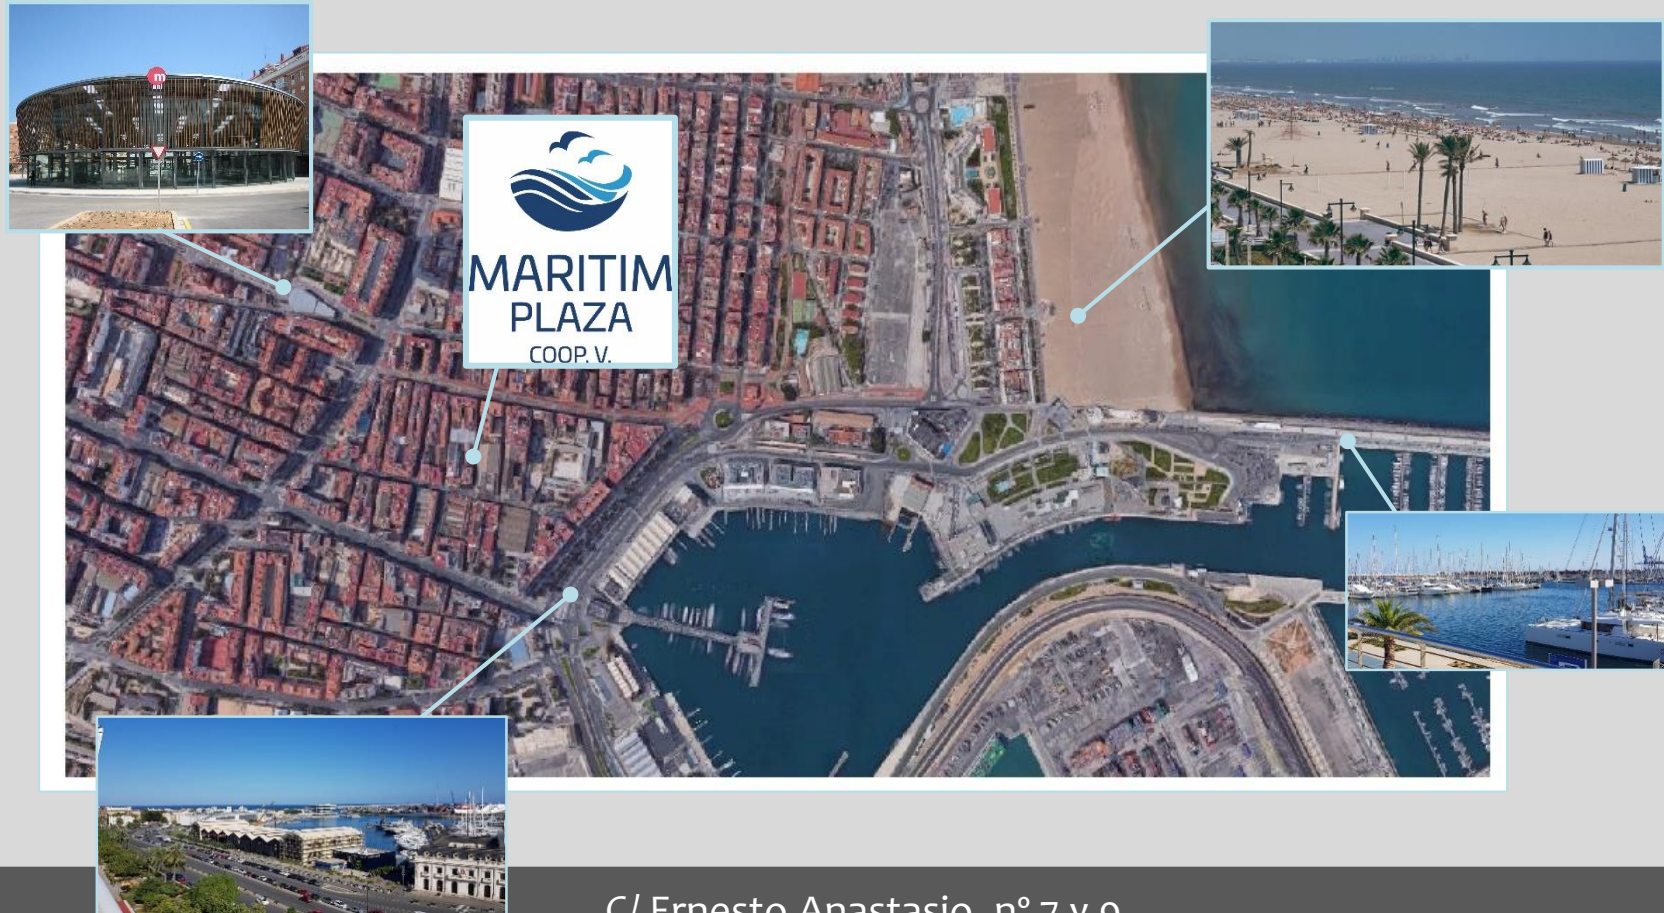 m
MARITIM
PLAZA
COOP. V.
C/ Ernesto Anastasio, nº 7 y 9